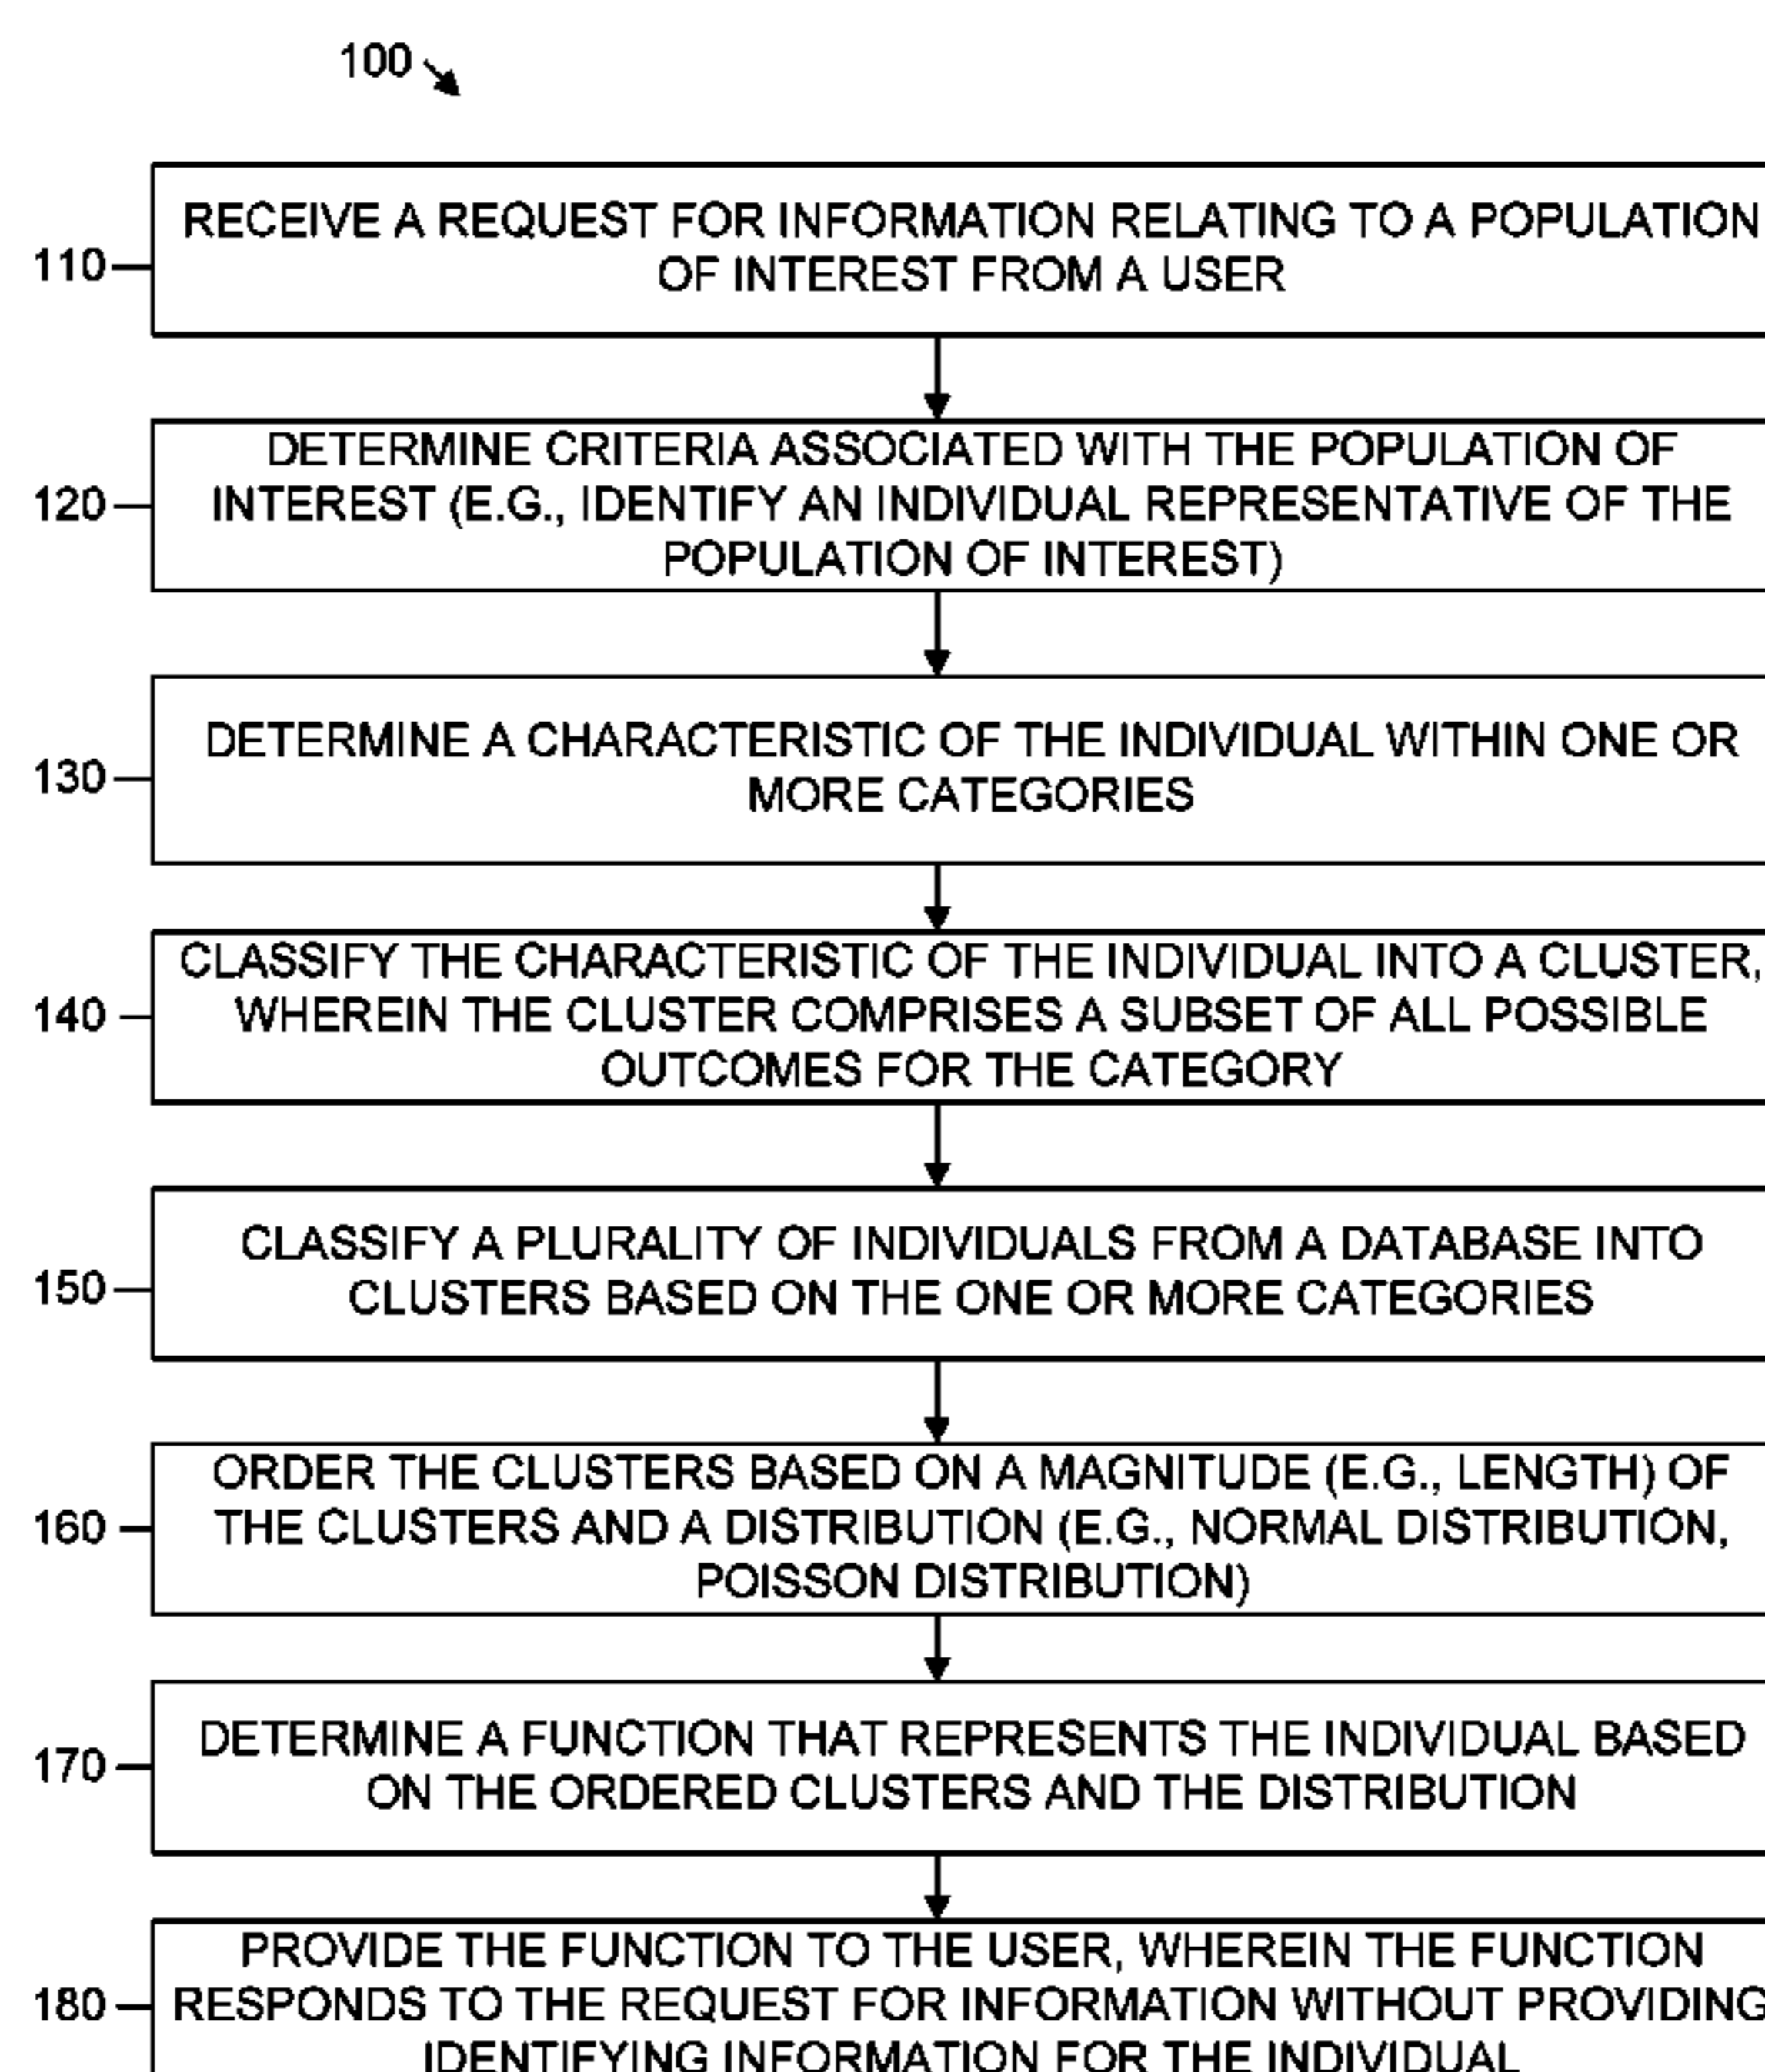 100
110
RECEIVE A REQUEST FOR INFORMATION RELATING TO A POPULATION
OF INTEREST FROM A USER
120
DETERMINE CRITERIA ASSOCIATED WITH THE POPULATION OF
INTEREST (E.G., IDENTIFY AN INDIVIDUAL REPRESENTATIVE OF THE
POPULATION OF INTEREST)
130
DETERMINE A CHARACTERISTIC OF THE INDIVIDUAL WITHIN ONE OR
MORE CATEGORIES
140
CLASSIFY THE CHARACTERISTIC OF THE INDIVIDUAL INTO A CLUSTER,
WHEREIN THE CLUSTER COMPRISES A SUBSET OF ALL POSSIBLE
OUTCOMES FOR THE CATEGORY
150
CLASSIFY A PLURALITY OF INDIVIDUALS FROM A DATABASE INTO
CLUSTERS BASED ON THE ONE OR MORE CATEGORIES
160
ORDER THE CLUSTERS BASED ON A MAGNITUDE (E.G., LENGTH) OF
THE CLUSTERS AND A DISTRIBUTION (E.G., NORMAL DISTRIBUTION,
POISSON DISTRIBUTION)
170
DETERMINE A FUNCTION THAT REPRESENTS THE INDIVIDUAL BASED
ON THE ORDERED CLUSTERS AND THE DISTRIBUTION
180
PROVIDE THE FUNCTION TO THE USER, WHEREIN THE FUNCTION
RESPONDS TO THE REQUEST FOR INFORMATION WITHOUT PROVIDING
IDENTIFYING INFORMATION FOR THE INDIVIDUAL